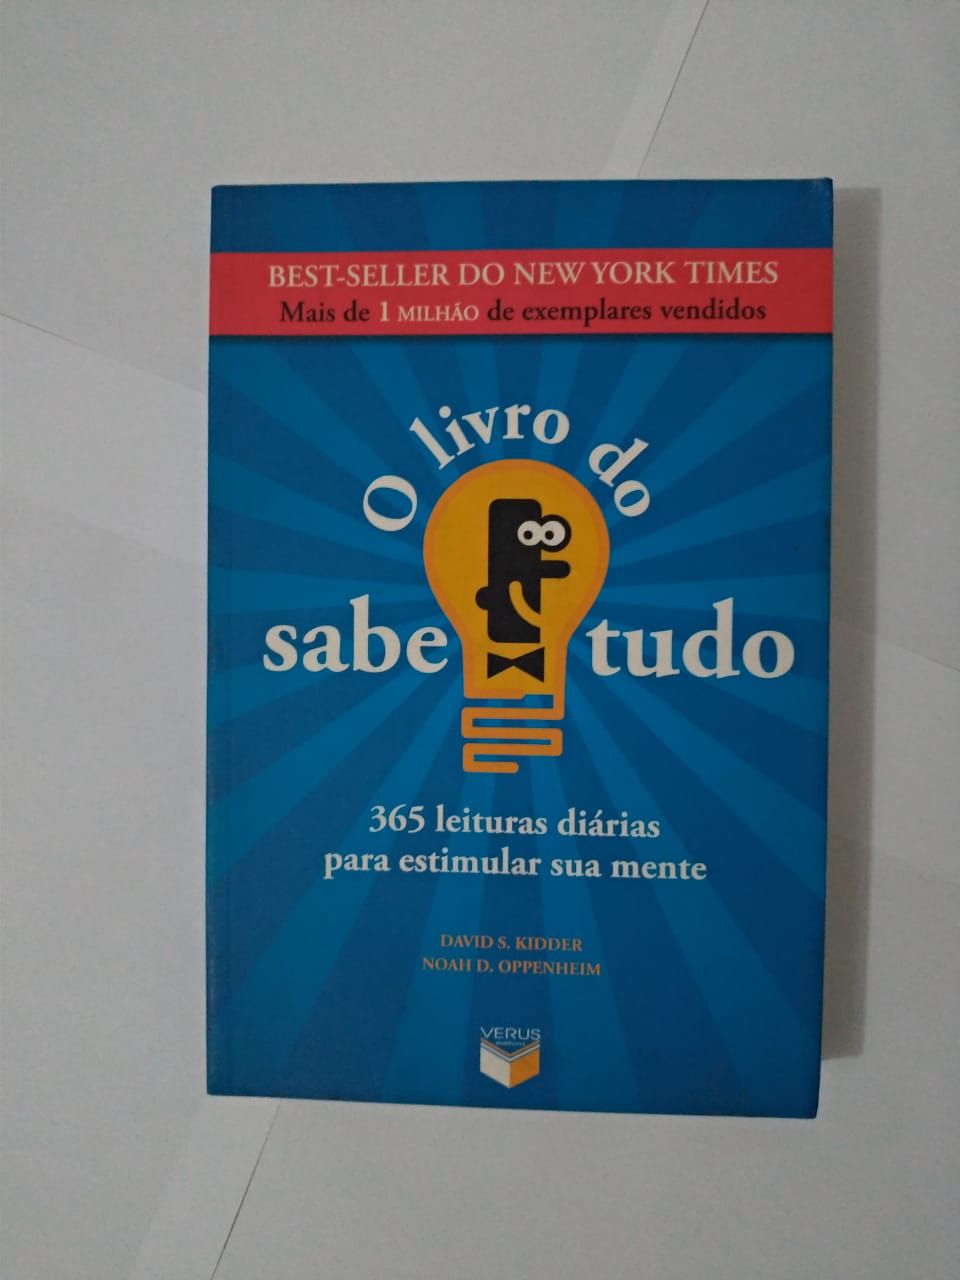 BEST-SELLER DO NEW YORK TIMES
Mais de 1 MILHÃO de exemplares vendidos
O livro do
sabe tudo
365 leituras diárias
para estimular sua mente
DAVID S. KIDDER
NOAH D. OPPENHEIM
VERUS
editora